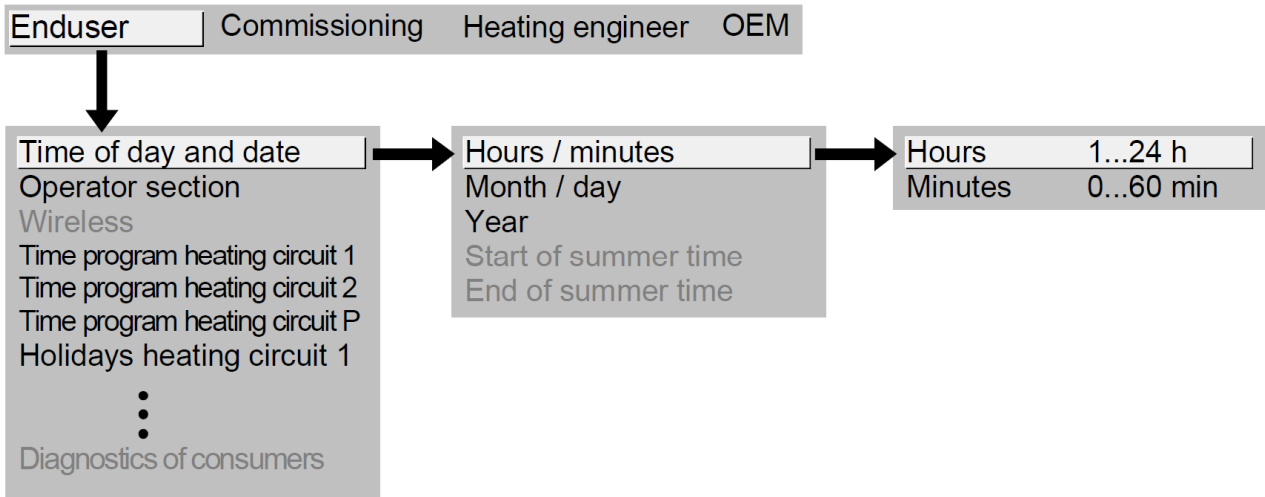 Enduser Commissioning Heating engineer OEM
Time of day and date
Operator section
Wireless
Time program heating circuit 1
Time program heating circuit 2
Time program heating circuit P
Holidays heating circuit 1
Diagnostics of consumers
Hours / minutes
Month / day
Year
Start of summer time
End of summer time
Hours 1...24 h
Minutes 0...60 min